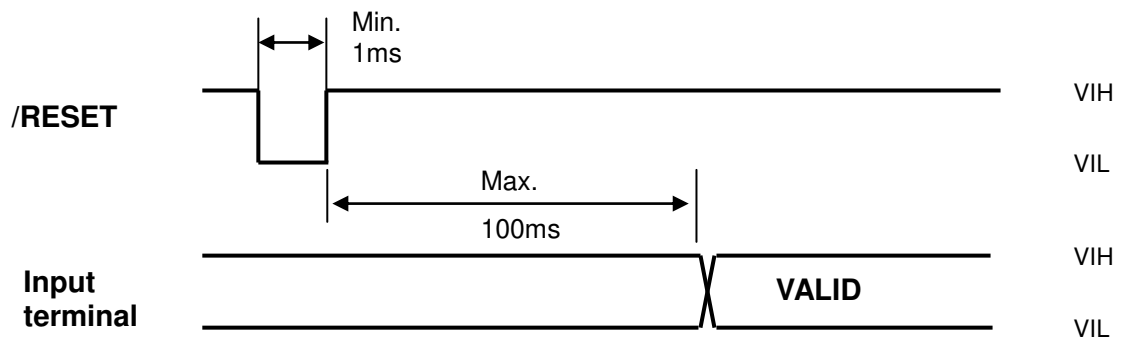 Min.
1ms
/RESET
VIH
VIL
Max.
100ms
Input
terminal
VALID
VIH
VIL